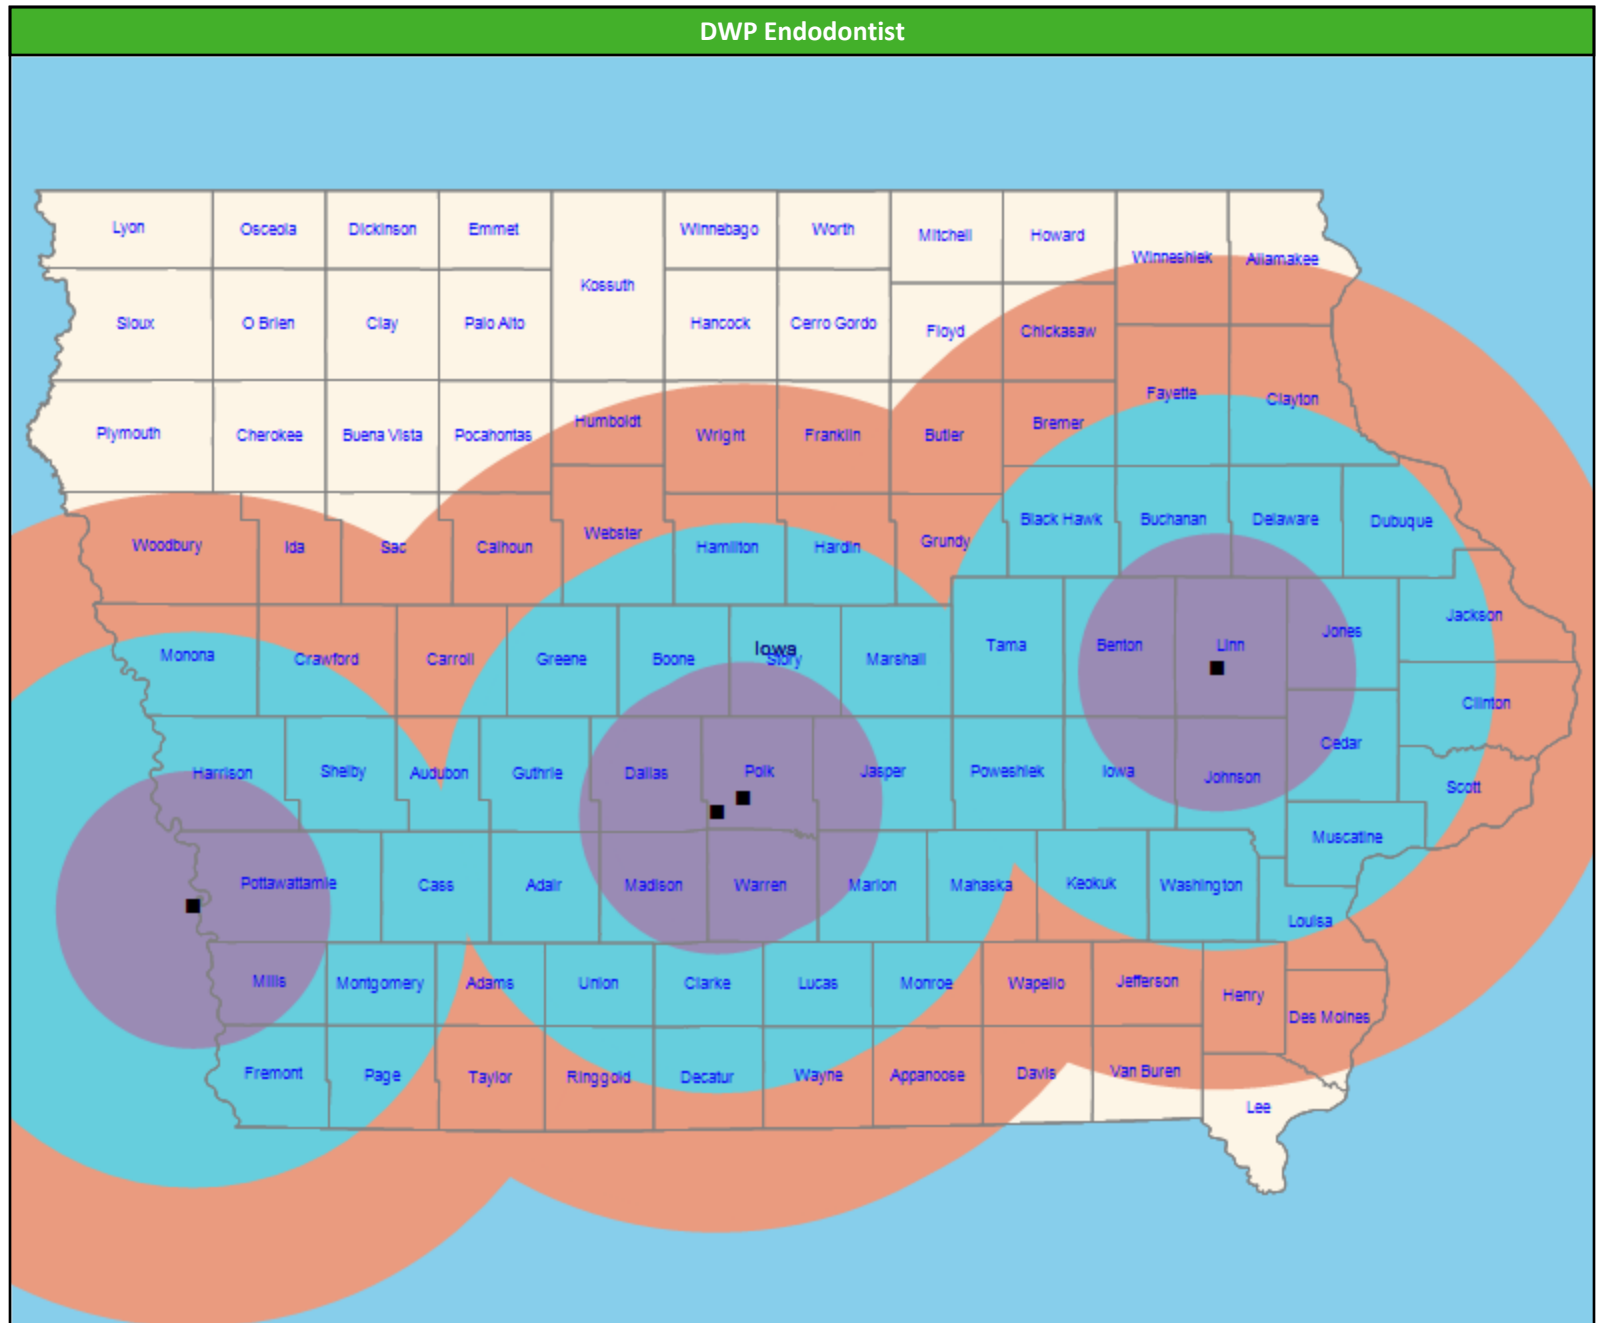 DWP Endodontist
Lyon Osceola Dickinson Emmet Winnebago Worth Mitchell Howard
Winneshiek Allamakee
Kossuth
Sioux O Brien Clay Palo Alto Hancock Cerro Gordo Floyd Chickasaw
Fayette Clayton
Plymouth Cherokee Buena Vista Pocahontas Humboldt Wright Franklin Butler Bremer
Woodbury Ida Sac Calhoun Webster Hamilton Hardin Grundy Black Hawk Buchanan Delaware Dubuque
Iowa
Monona Crawford Carroll Greene Boone Story Marshall Tama Benton Linn Jones Jackson
Clinton
Harrison Shelby Audubon Guthrie Dallas Polk Jasper Poweshiek Iowa Johnson Cedar Scott
Muscatine
Pottawattamie Cass Adair Madison Warren Marion Mahaska Keokuk Washington Louisa
Mills Montgomery Adams Union Clarke Lucas Monroe Wapello Jefferson Henry Des Moines
Fremont Page Taylor Ringgold Decatur Wayne Appanoose Davis Van Buren Lee